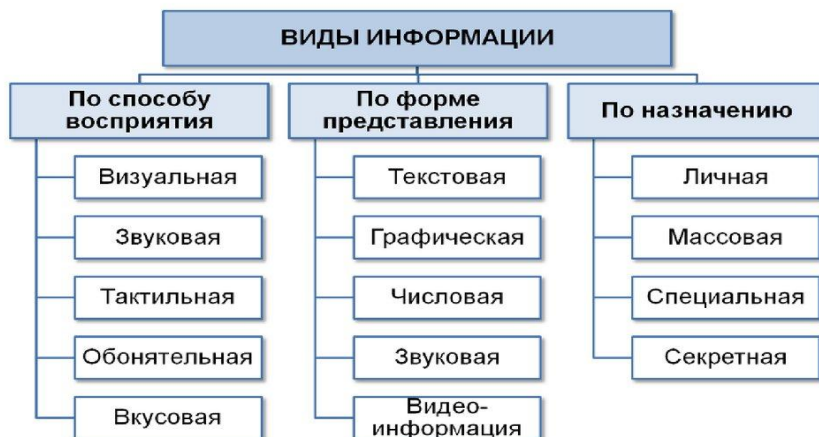 ВИДЫ ИНФОРМАЦИИ
По способу
восприятия
Визуальная
Звуковая
Тактильная
Обонятельная
Вкусовая
По форме
представления
Текстовая
Графическая
Числовая
Звуковая
Видео-
информация
По назначению
Личная
Массовая
Специальная
Секретная